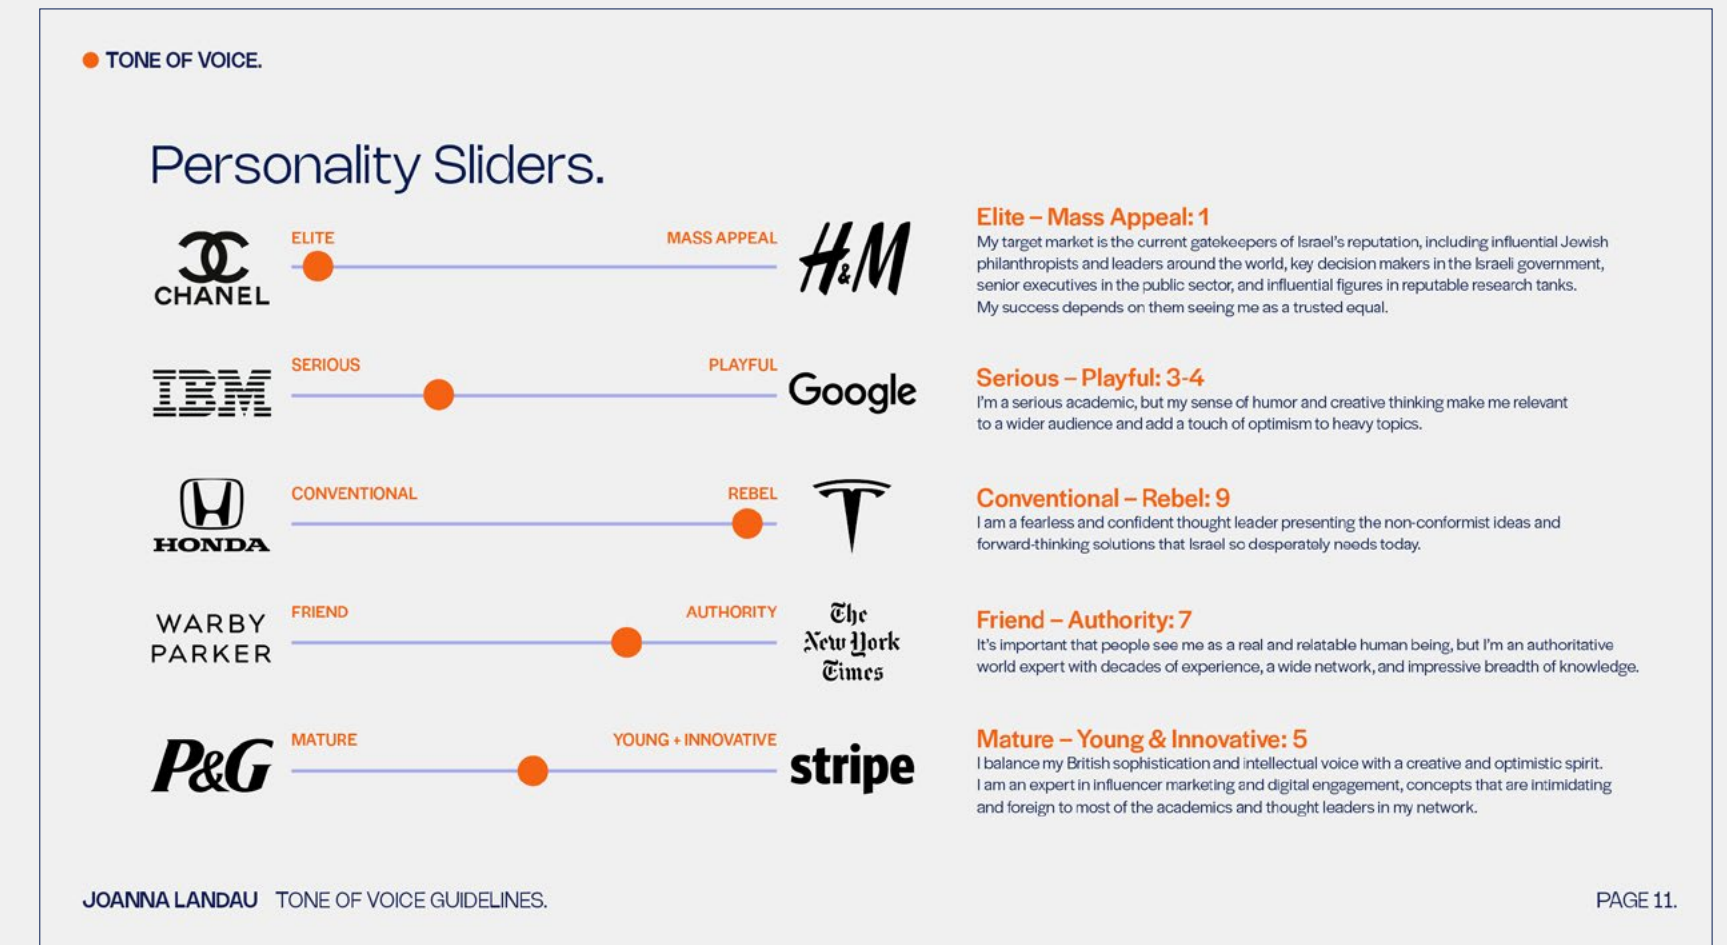 TONE OF VOICE.
Personality Sliders.
CHANEL
ELITE
MASS APPEAL
H&M
Elite – Mass Appeal: 1
My target market is the current gatekeepers of Israel's reputation, including influential Jewish
philanthropists and leaders around the world, key decision makers in the Israeli government,
senior executives in the public sector, and influential figures in reputable research tanks.
My success depends on them seeing me as a trusted equal.
IBM
SERIOUS
PLAYFUL
Google
Serious – Playful: 3-4
I'm a serious academic, but my sense of humor and creative thinking make me relevant
to a wider audience and add a touch of optimism to heavy topics.
HONDA
CONVENTIONAL
REBEL
Conventional – Rebel: 9
I am a fearless and confident thought leader presenting the non-conformist ideas and
forward-thinking solutions that Israel so desperately needs today.
WARBY
PARKER
FRIEND
AUTHORITY
The
New York
Times
Friend – Authority: 7
It's important that people see me as a real and relatable human being, but I'm an authoritative
world expert with decades of experience, a wide network, and impressive breadth of knowledge.
P&G
MATURE
YOUNG + INNOVATIVE
stripe
Mature – Young & Innovative: 5
I balance my British sophistication and intellectual voice with a creative and optimistic spirit.
I am an expert in influencer marketing and digital engagement, concepts that are intimidating
and foreign to most of the academics and thought leaders in my network.
JOANNA LANDAU TONE OF VOICE GUIDELINES.
PAGE 11.